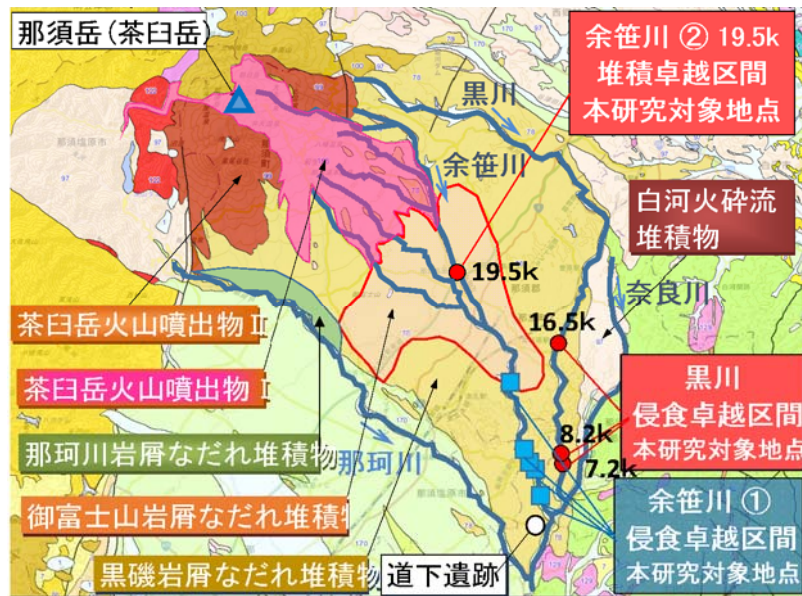 那須岳(茶臼岳)
余笹川 ② 19.5k
堆積卓越区間
本研究対象地点
黒川
余笹川
白河火砕流
堆積物
19.5k
奈良川
16.5k
茶臼岳火山噴出物Ⅱ
茶臼岳火山噴出物Ⅰ
黒川
侵食卓越区間
本研究対象地点
8.2k
7.2k
那珂川岩屑なだれ堆積物
那珂川
御富士山岩屑なだれ堆積物
余笹川 ①
侵食卓越区間
本研究対象地点
黒磯岩屑なだれ堆積物
道下遺跡